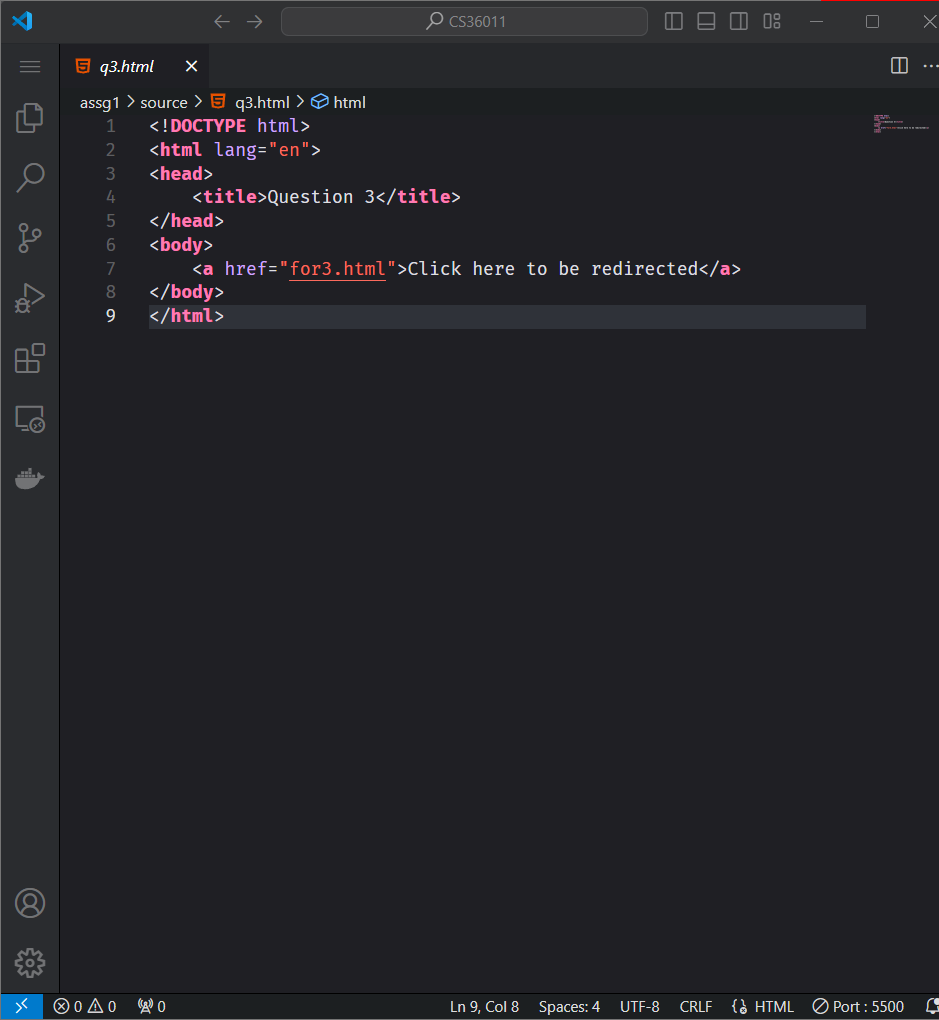 CS36011
q3.html
assg1 > source > q3.html > html
1 <!DOCTYPE html>
2 <html lang="en">
3 <head>
4     <title>Question 3</title>
5 </head>
6 <body>
7     <a href="for3.html">Click here to be redirected</a>
8 </body>
9 </html>
0 0 0 Ln 9, Col 8 Spaces: 4 UTF-8 CRLF HTML Port : 5500